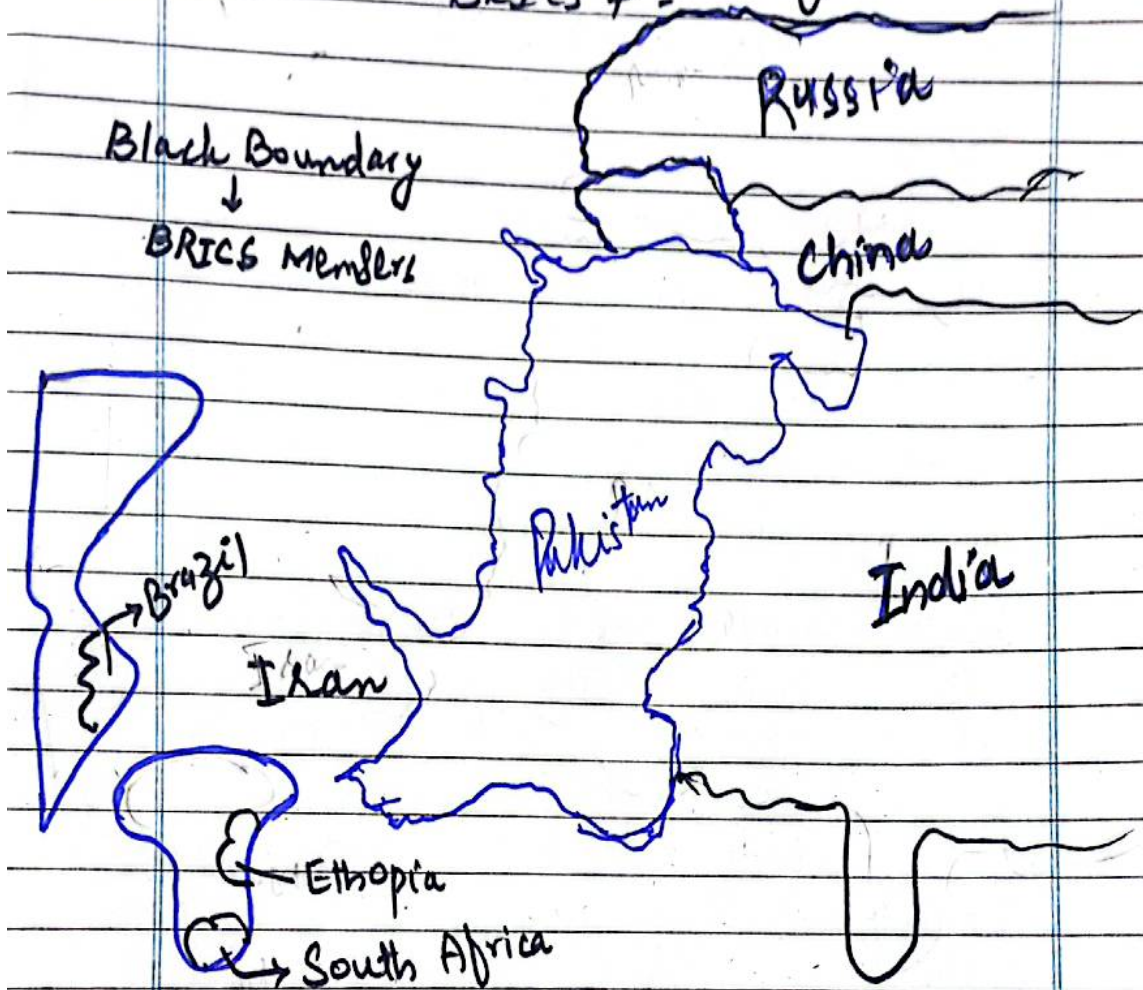 Russia
Black Boundary
↓
BRICS Members
China
Pakistan
Brazil
India
Iran
Ethopia
South Africa